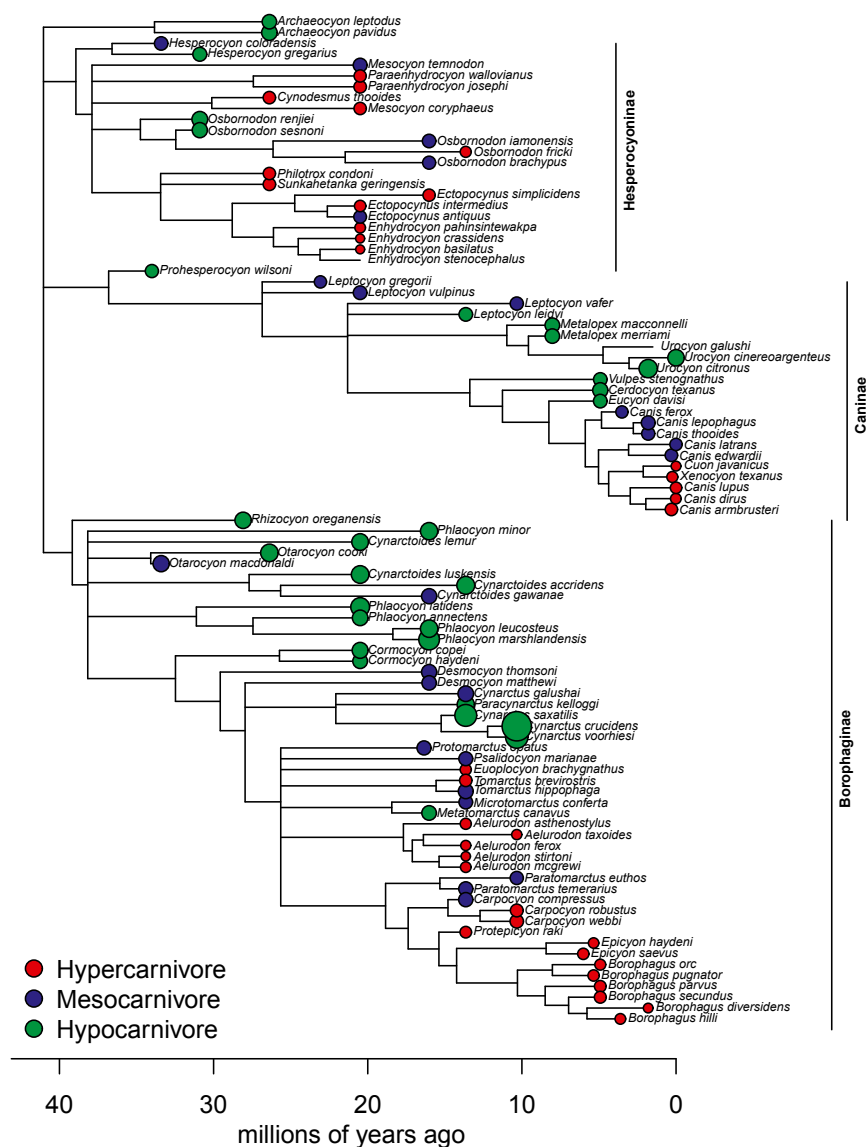 Archaeocyon leptodus
Archaeocyon pavidus
Hesperocyon coloradensis
Hesperocyon gregarius
Mesocyon temnodon
Paraenhydrocyon wallovianus
Paraenhydrocyon josephi
Cynodesmus thooides
Mesocyon coryphaeus
Osbornodon renjiei
Osbornodon sesnoni
Osbornodon iamonensis
Osbornodon fricki
Osbornodon brachypus
Philotrox condoni
Sunkahetanka geringensis
Ectopocynus simplicidens
Ectopocynus intermedius
Ectopocynus antiquus
Enhydrocyon pahinsintewakpa
Enhydrocyon crassidens
Enhydrocyon basilatus
Enhydrocyon stenocephalus
Hesperocyoninae
Prohesperocyon wilsoni
Leptocyon gregorii
Leptocyon vulpinus
Leptocyon vafer
Leptocyon leidyi
Metalopex macconnelli
Metalopex merriami
Urocyon galushi
Urocyon cinereoargenteus
Urocyon citronus
Vulpes stenognathus
Cerdocyon texanus
Eucyon davisi
Canis ferox
Canis lepophagus
Canis thooides
Canis latrans
Canis edwardii
Cuon javanicus
Xenocyon texanus
Canis lupus
Canis dirus
Canis armbrusteri
Caninae
Rhizocyon oreganensis
Phlaocyon minor
Cynarctoides lemur
Otarocyon cooki
Otarocyon macdonaldi
Cynarctoides luskensis
Cynarctoides accridens
Cynarctoides gawanae
Phlaocyon latidens
Phlaocyon annectens
Phlaocyon leucosteus
Phlaocyon marshlandensis
Cormocyon copei
Cormocyon haydeni
Desmocyon thomsoni
Desmocyon matthewi
Cynarctus galushai
Paracynarctus kelloggi
Cynarctus saxatilis
Cynarctus crucidens
Cynarctus voorhiesi
Protomarctus optatus
Psalidocyon marianae
Euoplocyon brachygnathus
Tomarctus brevirostris
Tomarctus hippophaga
Microtomarctus conferta
Metatomarctus canavus
Aelurodon asthenostylus
Aelurodon taxoides
Aelurodon ferox
Aelurodon stirtoni
Aelurodon mcgrewi
Paratomarctus euthos
Paratomarctus temerarius
Carpocyon compressus
Carpocyon robustus
Carpocyon webbi
Protepicyon raki
Epicyon haydeni
Epicyon saevus
Borophagus orc
Borophagus pugnator
Borophagus parvus
Borophagus secundus
Borophagus diversidens
Borophagus hilli
Borophaginae
Hypercarnivore
Mesocarnivore
Hypocarnivore
40 30 20 10 0
millions of years ago